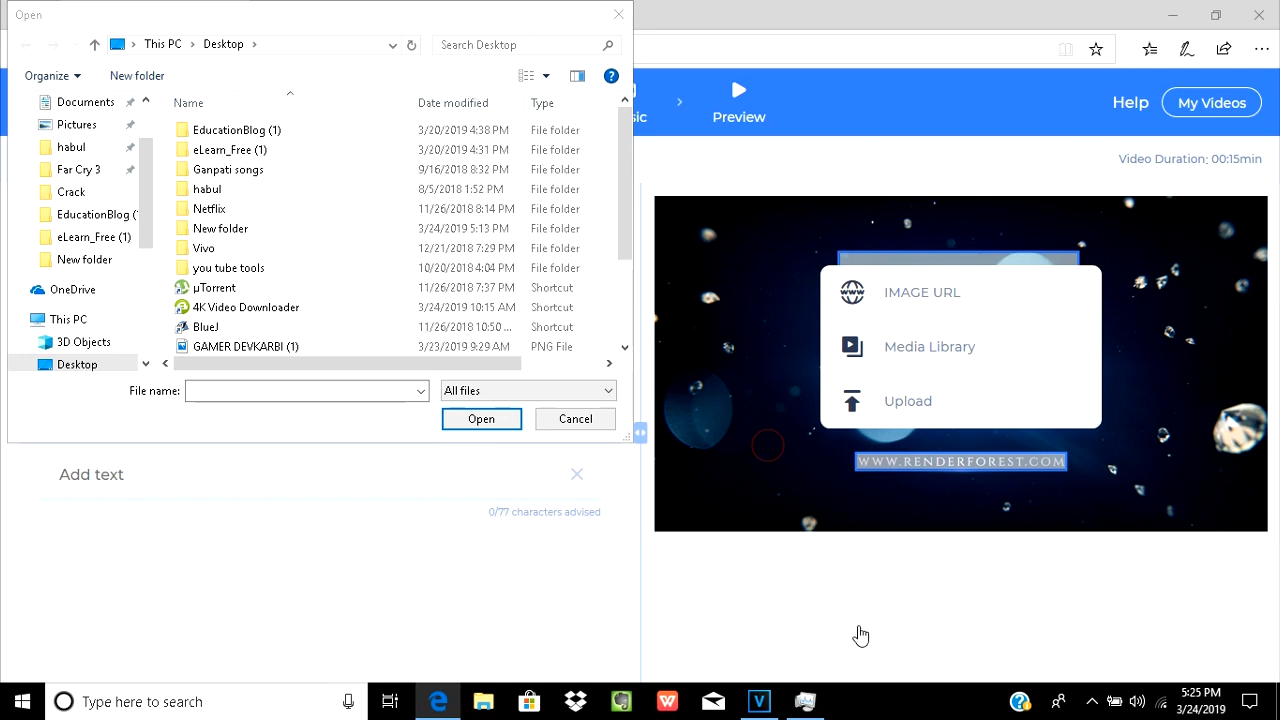 Open
This PC
Desktop
Search Desktop
Organize
New folder
Name
Date modified
Type
Documents
Pictures
habul
Far Cry 3
Crack
EducationBlog (
eLearn_Free (1)
New folder
OneDrive
This PC
3D Objects
Desktop
EducationBlog (1) 3/20/2019 4:38 PM File folder
eLearn_Free (1) 3/20/2019 4:31 PM File folder
Ganpati songs 9/16/2018 8:32 PM File folder
habul 8/5/2018 1:52 PM File folder
Netflix 11/26/2018 8:14 PM File folder
New folder 3/24/2019 5:13 PM File folder
Vivo 12/21/2018 7:29 PM File folder
you tube tools 10/20/2018 4:04 PM File folder
µTorrent 11/26/2018 7:37 PM Shortcut
4K Video Downloader 3/24/2019 10:15 AM Shortcut
BlueJ 11/26/2018 10:50 ... Shortcut
GAMER DEVKARBI (1) 3/23/2019 9:29 AM PNG File
File name:
All files
Open
Cancel
sic
Preview
Help
My Videos
Video Duration: 00:15min
WWW
IMAGE URL
Media Library
Upload
WWW.RENDERFOREST.COM
Add text
0/77 characters advised
Type here to search
5:25 PM
3/24/2019